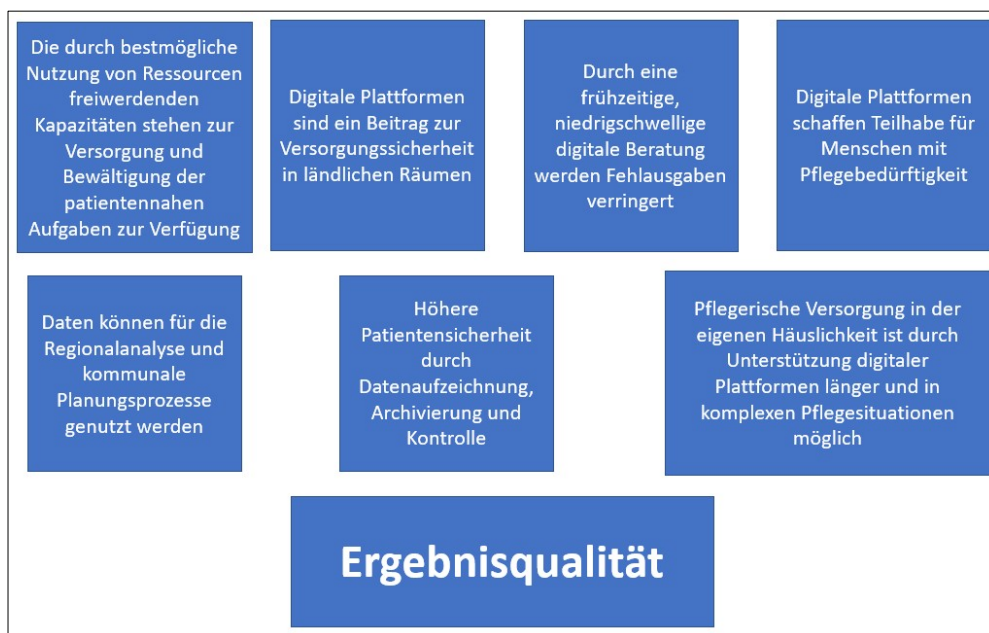 Die durch bestmögliche
Nutzung von Ressourcen
freiwerdenden
Kapazitäten stehen zur
Versorgung und
Bewältigung der
patientennahen
Aufgaben zur Verfügung
Digitale Plattformen
sind ein Beitrag zur
Versorgungssicherheit
in ländlichen Räumen
Durch eine
frühzeitige,
niedrigschwellige
digitale Beratung
werden Fehlausgaben
verringert
Digitale Plattformen
schaffen Teilhabe für
Menschen mit
Pflegebedürftigkeit
Daten können für die
Regionalanalyse und
kommunale
Planungsprozesse
genutzt werden
Höhere
Patientensicherheit
durch
Datenaufzeichnung,
Archivierung und
Kontrolle
Pflegerische Versorgung in der
eigenen Häuslichkeit ist durch
Unterstützung digitaler
Plattformen länger und in
komplexen Pflegesituationen
möglich
Ergebnisqualität